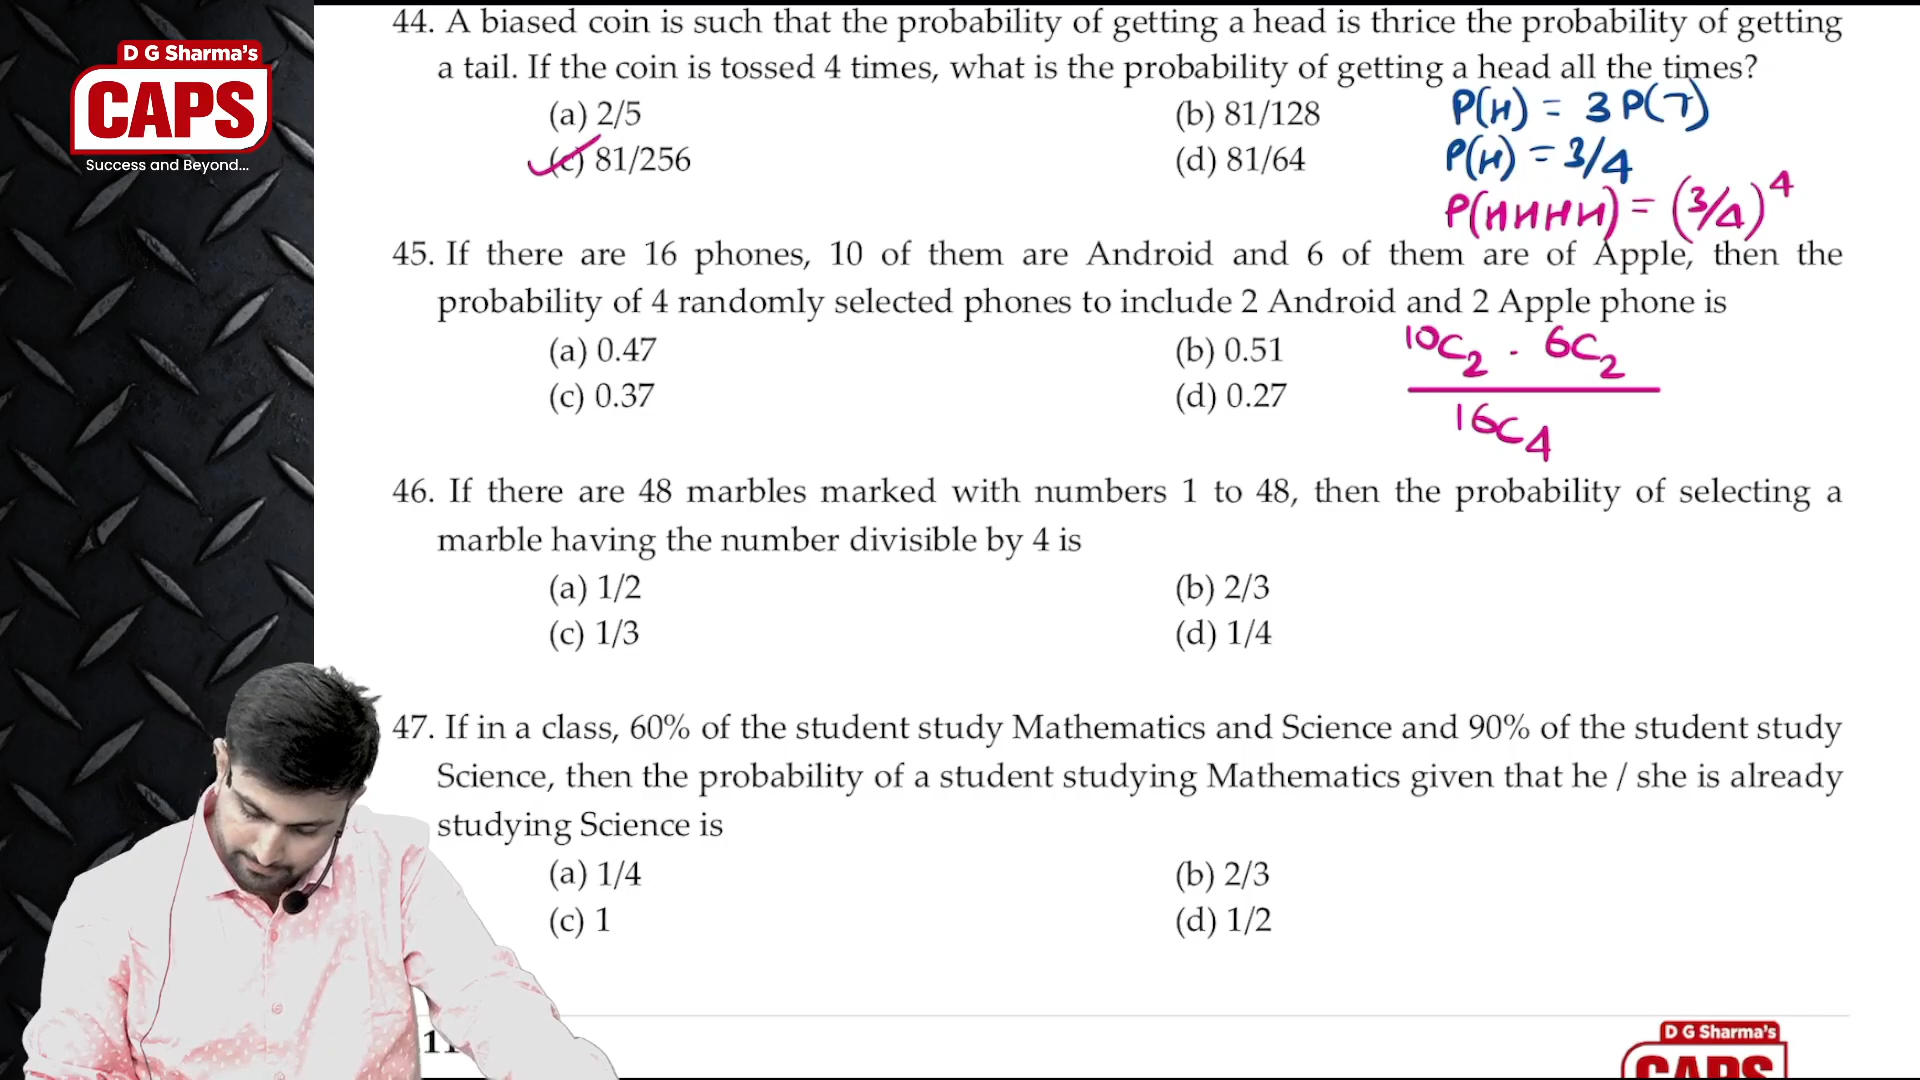 D G Sharma's
CAPS
Success and Beyond...
44. A biased coin is such that the probability of getting a head is thrice the probability of getting
a tail. If the coin is tossed 4 times, what is the probability of getting a head all the times?
(a) 2/5
(b) 81/128
(c) 81/256
(d) 81/64
P(H) = 3 P(T)
P(H) = 3/4
P(HHHH) = (3/4)^4
45. If there are 16 phones, 10 of them are Android and 6 of them are of Apple, then the
probability of 4 randomly selected phones to include 2 Android and 2 Apple phone is
(a) 0.47
(b) 0.51
(c) 0.37
(d) 0.27
10C2 . 6C2
16C4
46. If there are 48 marbles marked with numbers 1 to 48, then the probability of selecting a
marble having the number divisible by 4 is
(a) 1/2
(b) 2/3
(c) 1/3
(d) 1/4
47. If in a class, 60% of the student study Mathematics and Science and 90% of the student study
Science, then the probability of a student studying Mathematics given that he / she is already
studying Science is
(a) 1/4
(b) 2/3
(c) 1
(d) 1/2
D G Sharma's
CAPS